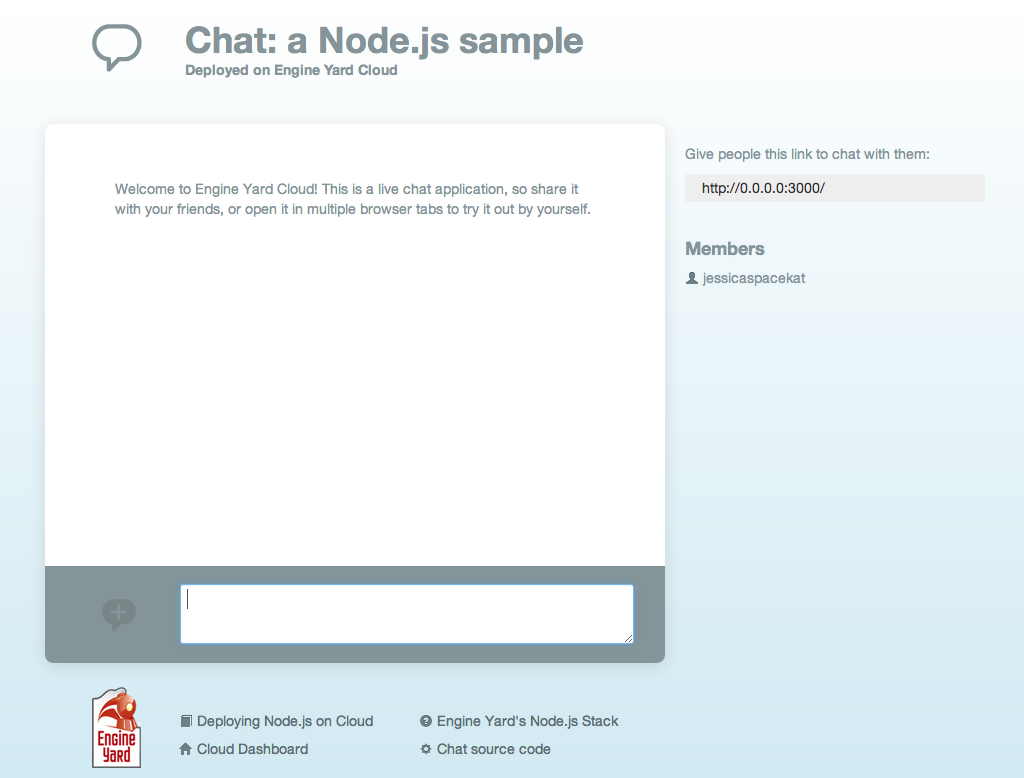 Chat: a Node.js sample
Deployed on Engine Yard Cloud
Welcome to Engine Yard Cloud! This is a live chat application, so share it
with your friends, or open it in multiple browser tabs to try it out by yourself.
Give people this link to chat with them:
http://0.0.0.0:3000/
Members
jessicaspacekat
Engine
Yard
Deploying Node.js on Cloud
Engine Yard's Node.js Stack
Cloud Dashboard
Chat source code